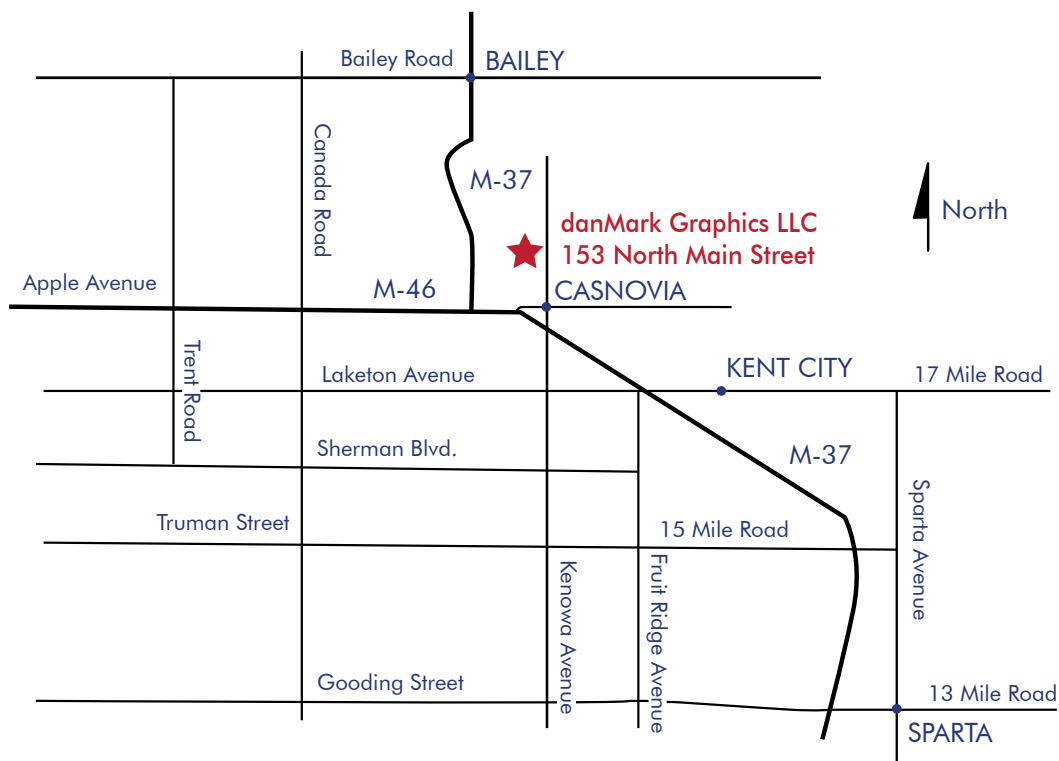 Bailey Road
BAILEY
Canada Road
M-37
North
danMark Graphics LLC
153 North Main Street
Apple Avenue
M-46
CASNOVIA
Trent Road
Laketon Avenue
KENT CITY
17 Mile Road
Sherman Blvd.
M-37
Sparta Avenue
Truman Street
15 Mile Road
Kenowa Avenue
Fruit Ridge Avenue
Gooding Street
13 Mile Road
SPARTA